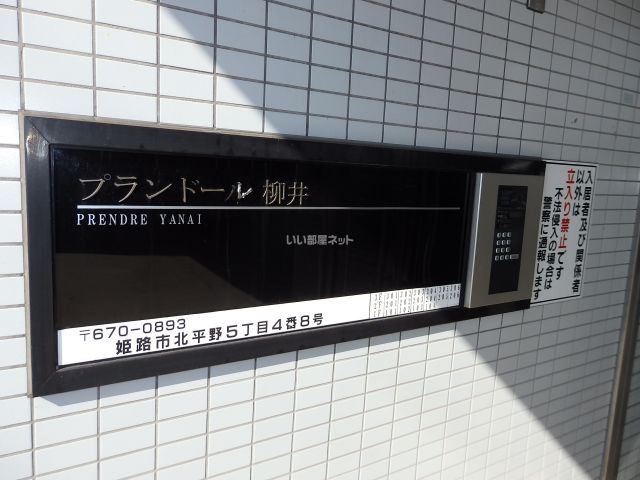 プランドール 柳井
PRENDRE YANAI
いい部屋ネット
〒670-0893
姫路市北平野5丁目4番8号
入居者及び関係者
以外は
立入り禁止です
不法侵入の場合は
警察に通報します